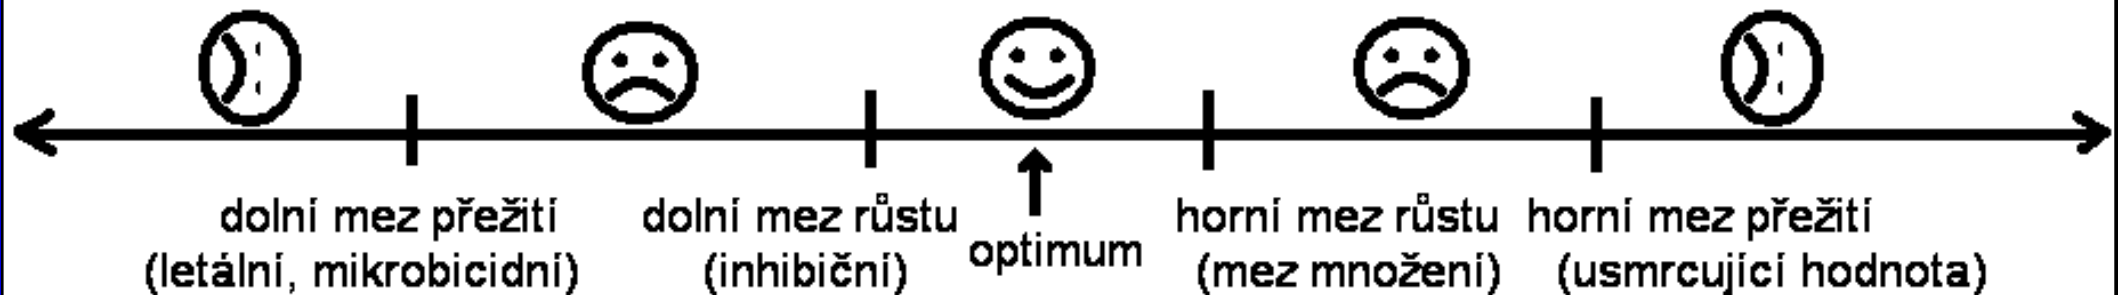 dolní mez přežití
(letální, mikrobicidní)
dolní mez růstu
(inhibiční)
optimum
horní mez růstu
(mez množení)
horní mez přežití
(usmrcující hodnota)